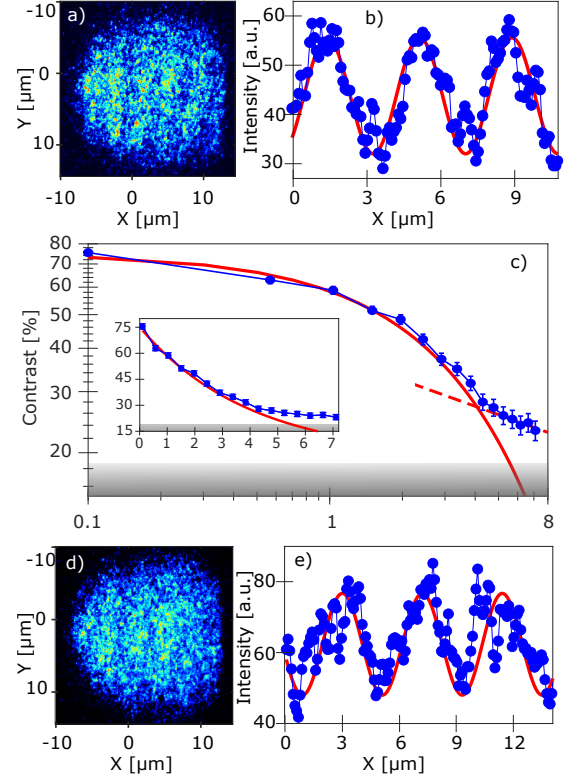 a)
-10
0
10
Y [µm]
-10
0
10
X [µm]
b)
60
50
40
30
Intensity [a.u.]
0
3
6
9
X [µm]
c)
80
70
60
50
40
30
20
Contrast [%]
0.1
1
8
75
60
45
30
15
0 1 2 3 4 5 6 7
d)
-10
0
10
Y [µm]
-10
0
10
X [µm]
e)
80
60
40
Intensity [a.u.]
0
3
6
9
12
X [µm]